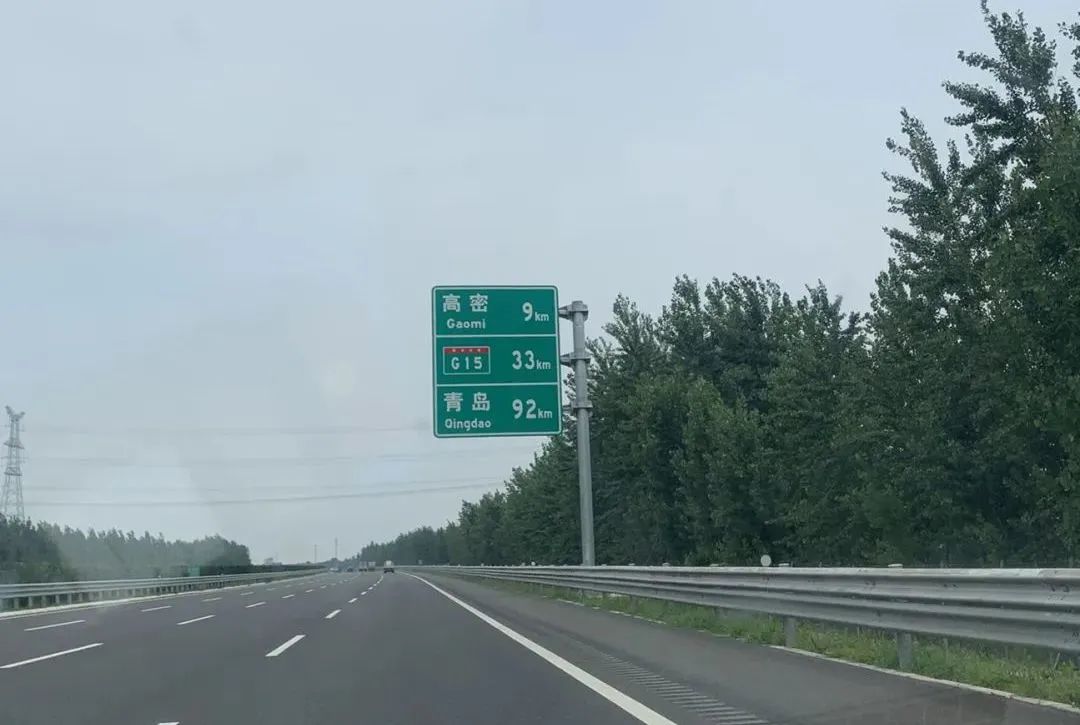 高密 9km
Gaomi
G15 33km
青岛 92km
Qingdao